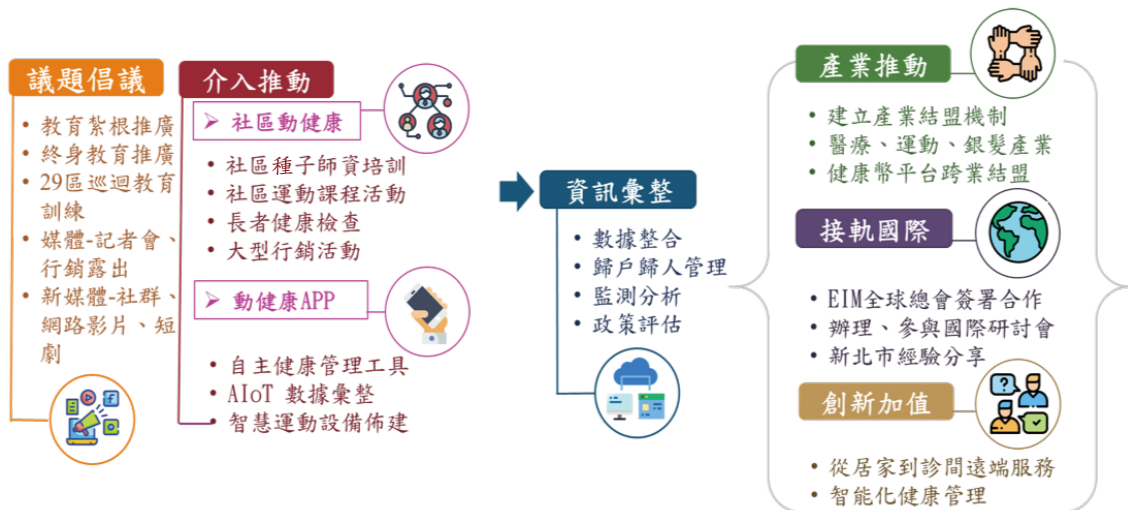 議題倡議
• 教育紮根推廣
• 終身教育推廣
• 29區巡迴教育
訓練
• 媒體-記者會、
行銷露出
• 新媒體-社群、
網路影片、短
劇
介入推動
➢ 社區動健康
• 社區種子師資培訓
• 社區運動課程活動
• 長者健康檢查
• 大型行銷活動
➢ 動健康APP
• 自主健康管理工具
• AIoT 數據彙整
• 智慧運動設備佈建
資訊彙整
• 數據整合
• 歸戶歸人管理
• 監測分析
• 政策評估
產業推動
• 建立產業結盟機制
• 醫療、運動、銀髮產業
• 健康幣平台跨業結盟
接軌國際
• EIM全球總會簽署合作
• 辦理、參與國際研討會
• 新北市經驗分享
創新加值
• 從居家到診間遠端服務
• 智能化健康管理